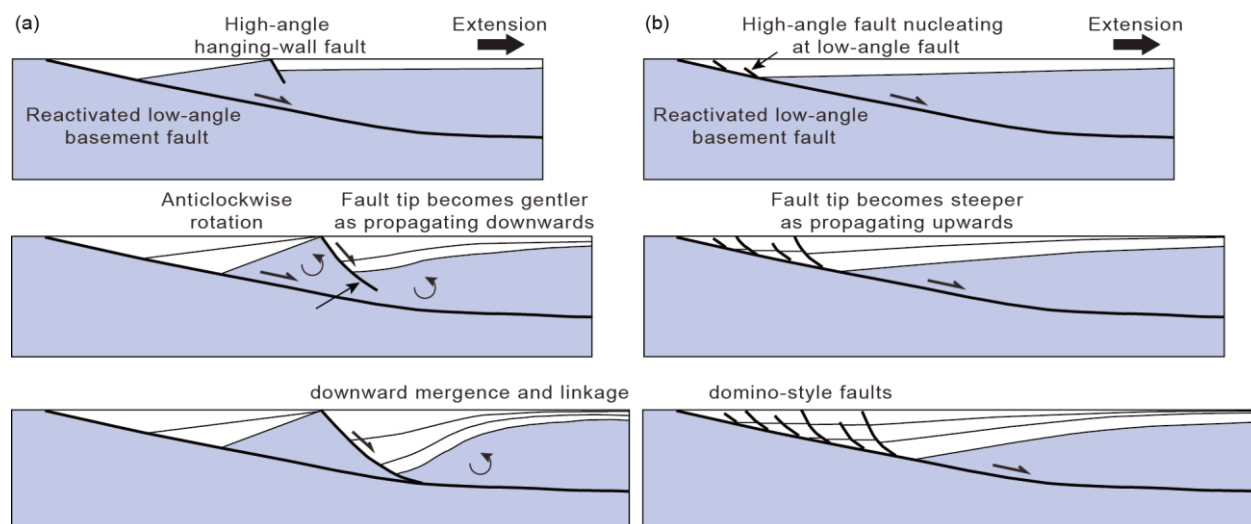 (a)
High-angle
hanging-wall fault
Extension
Reactivated low-angle
basement fault
Anticlockwise
rotation
Fault tip becomes gentler
as propagating downwards
downward mergence and linkage
(b)
High-angle fault nucleating
at low-angle fault
Extension
Reactivated low-angle
basement fault
Fault tip becomes steeper
as propagating upwards
domino-style faults